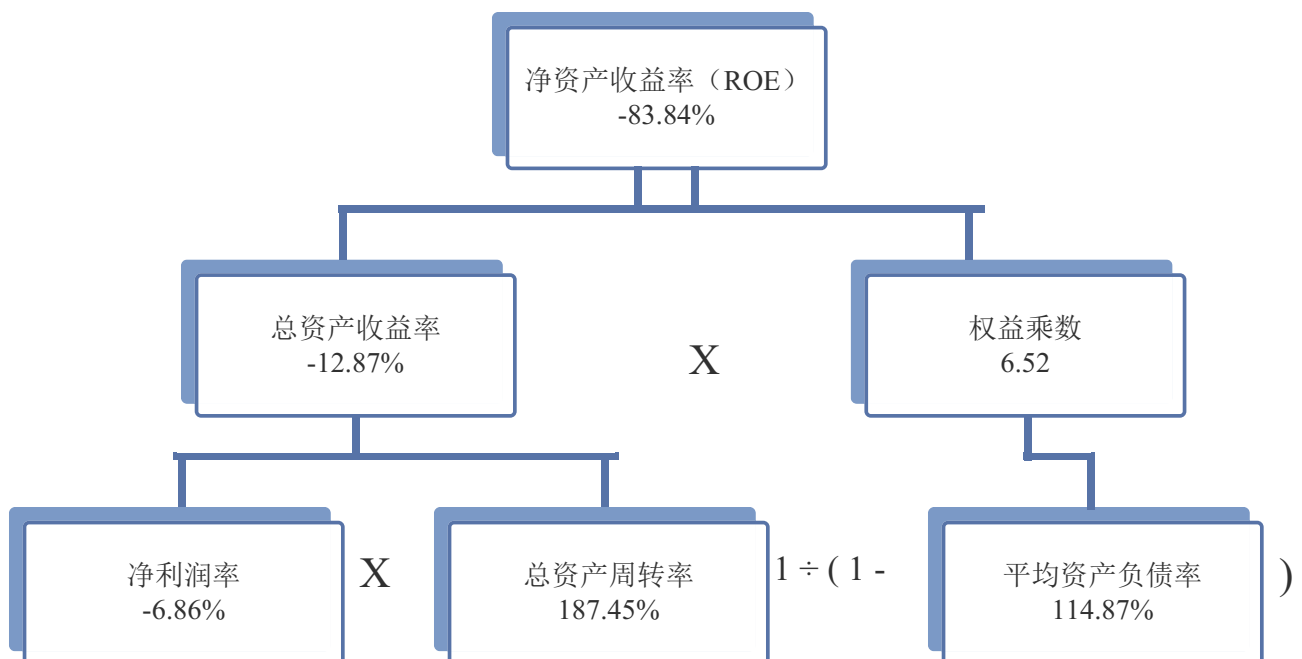 净资产收益率（ROE）
-83.84%
总资产收益率
-12.87%
X
权益乘数
6.52
净利润率
-6.86%
X
总资产周转率
187.45%
1 ÷ ( 1 -
平均资产负债率
114.87%
)